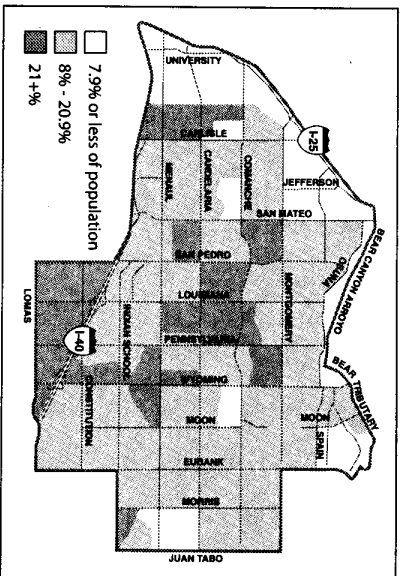 UNIVERSITY
I-25
CARLISLE
JEFFERSON
MENAUL
CANDELARIA
COMANCHE
SAN MATEO
BEAR CANYON ARROYO
OSUNA
SAN PEDRO
LOUISIANA
MONTGOMERY
PENNSYLVANIA
INDIAN SCHOOL
I-40
LOMAS
WYOMING
CONSTITUTION
BEAR TRIBUTARY
MOON
MOON
SPAIN
EUBANK
MORRIS
JUAN TABO
7.9% or less of population
8% - 20.9%
21+%